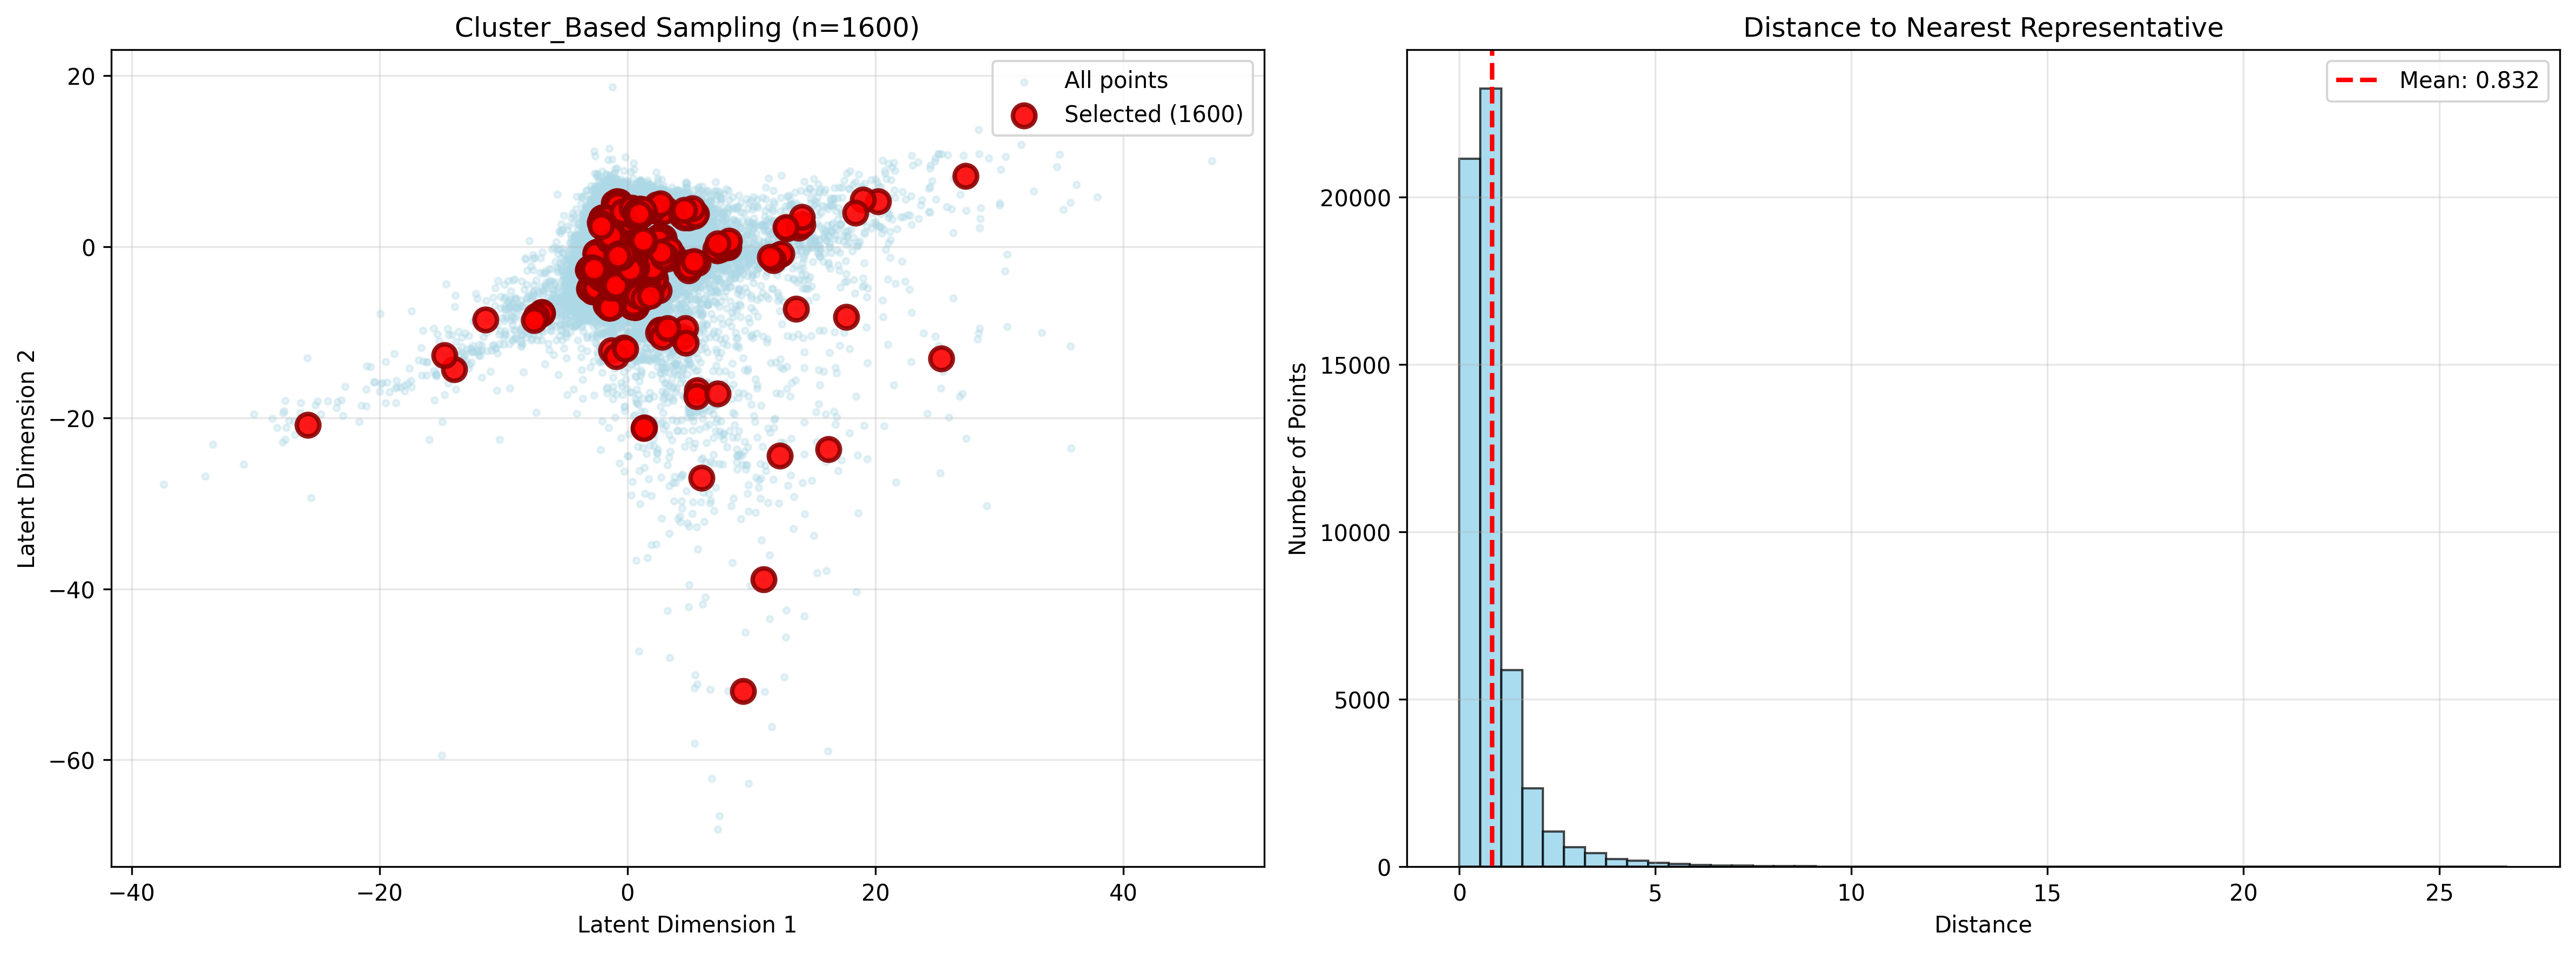 Cluster_Based Sampling (n=1600)
All points
Selected (1600)
20
0
−20
−40
−60
Latent Dimension 2
−40
−20
0
20
40
Latent Dimension 1
Distance to Nearest Representative
Mean: 0.832
20000
15000
10000
5000
0
Number of Points
0
5
10
15
20
25
Distance